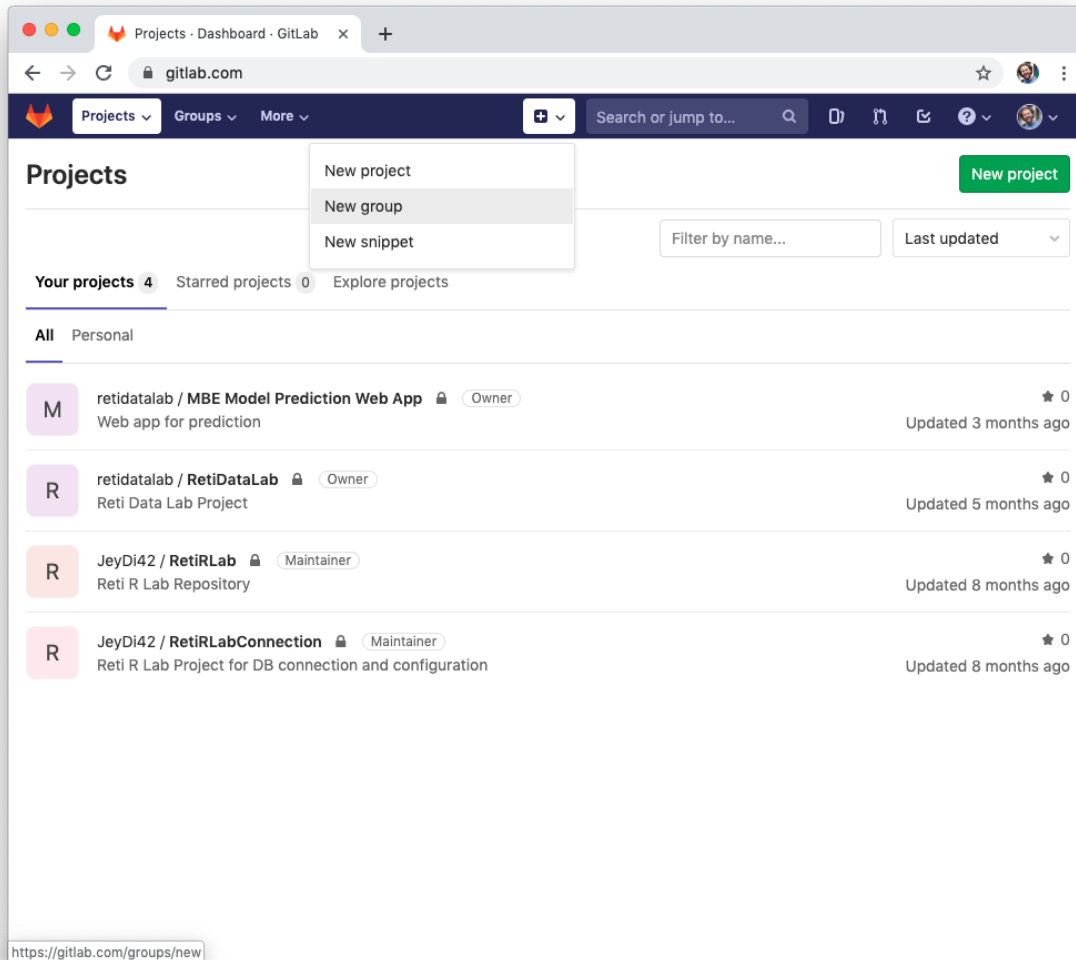 Projects · Dashboard · GitLab
gitlab.com
Projects Groups More Search or jump to...
New project
New group
New snippet
Projects
New project
Filter by name... Last updated
Your projects 4 Starred projects 0 Explore projects
All Personal
M retidatalab / MBE Model Prediction Web App Owner 0
Web app for prediction Updated 3 months ago
R retidatalab / RetiDataLab Owner 0
Reti Data Lab Project Updated 5 months ago
R JeyDi42 / RetiRLab Maintainer 0
Reti R Lab Repository Updated 8 months ago
R JeyDi42 / RetiRLabConnection Maintainer 0
Reti R Lab Project for DB connection and configuration Updated 8 months ago
https://gitlab.com/groups/new